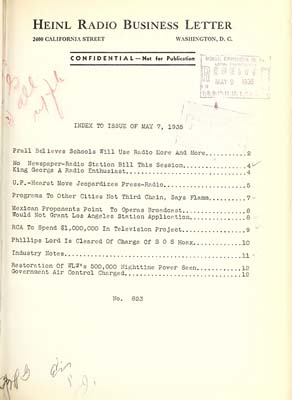 HEINL RADIO BUSINESS LETTER
2400 CALIFORNIA STREET WASHINGTON, D. C.
CONFIDENTIAL—Not for Publication
MAY 9 1935
INDEX TO ISSUE OF MAY 7, 1935
Prall Believes Schools Will Use Radio More And More...........2
No Newspaper-Radio Station Bill This Session..................4
King George A Radio Enthusiast................................4
U.P.-Hearst Move Jeopardizes Press-Radio......................5
Programs To Other Cities Not Third Chain, Says Flamm..........7
Mexican Proponents Point To Operas Broadcast..................8
Would Not Grant Los Angeles Station Application...............8
RCA To Spend $1,000,000 In Television Project.................9
Phillips Lord Is Cleared Of Charge Of S O S Hoax.............10
Industry Notes...............................................11
Restoration Of WLW's 500,000 Nighttime Power Seen............12
Government Air Control Charged...............................12
No. 823